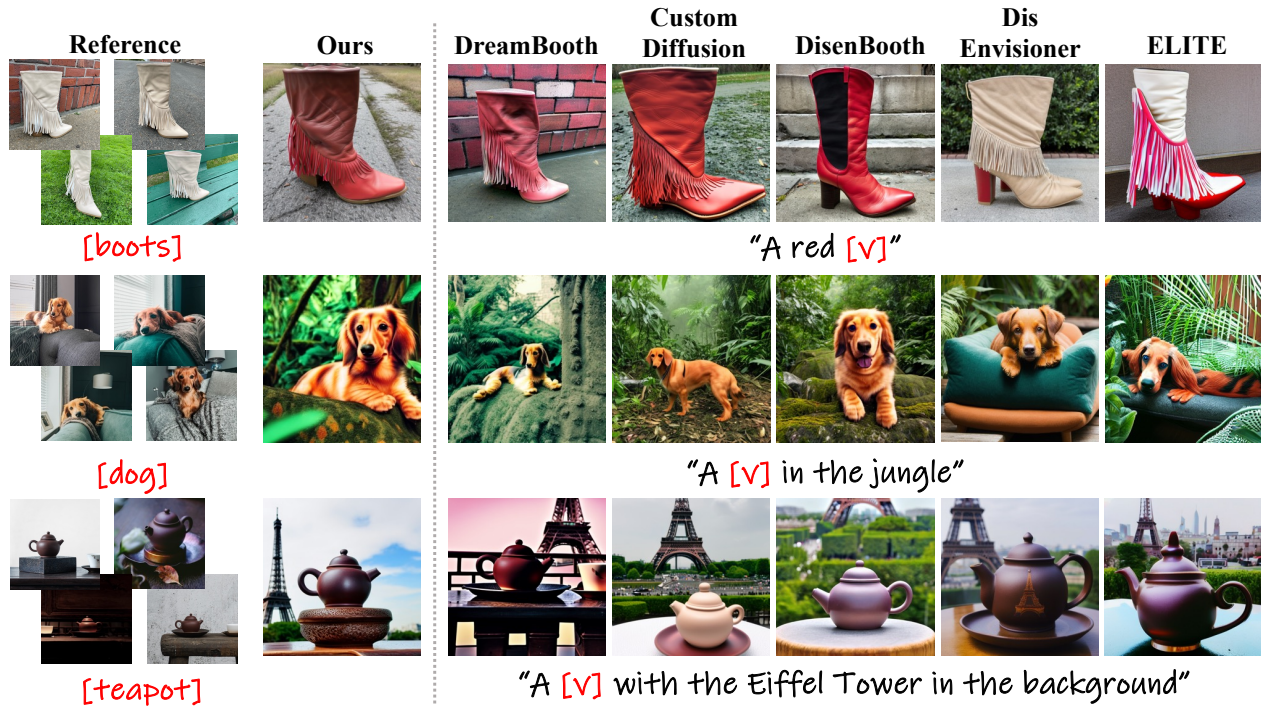 Reference
Ours
DreamBooth
Custom
Diffusion
DisenBooth
Dis
Envisioner
ELITE
[boots]
“A red [v]”
[dog]
“A [v] in the jungle”
[teapot]
“A [v] with the Eiffel Tower in the background”